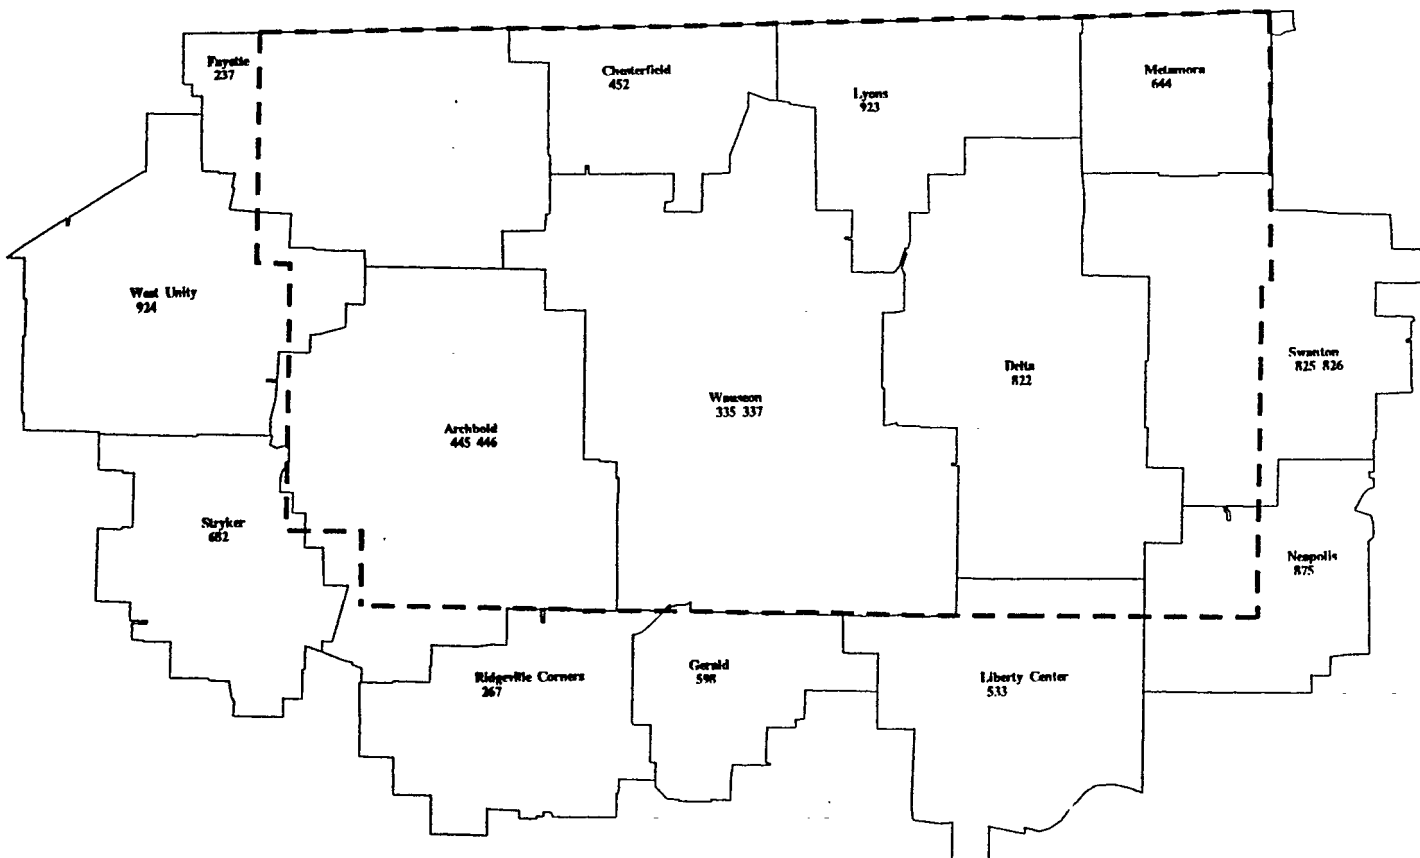 Fayette
237
Chesterfield
452
Lyons
923
Metamora
644
West Unity
924
Swanton
825 826
Delta
822
Wauseon
335 337
Archbold
445 446
Stryker
682
Neapolis
875
Ridgeville Corners
267
Gerald
598
Liberty Center
533